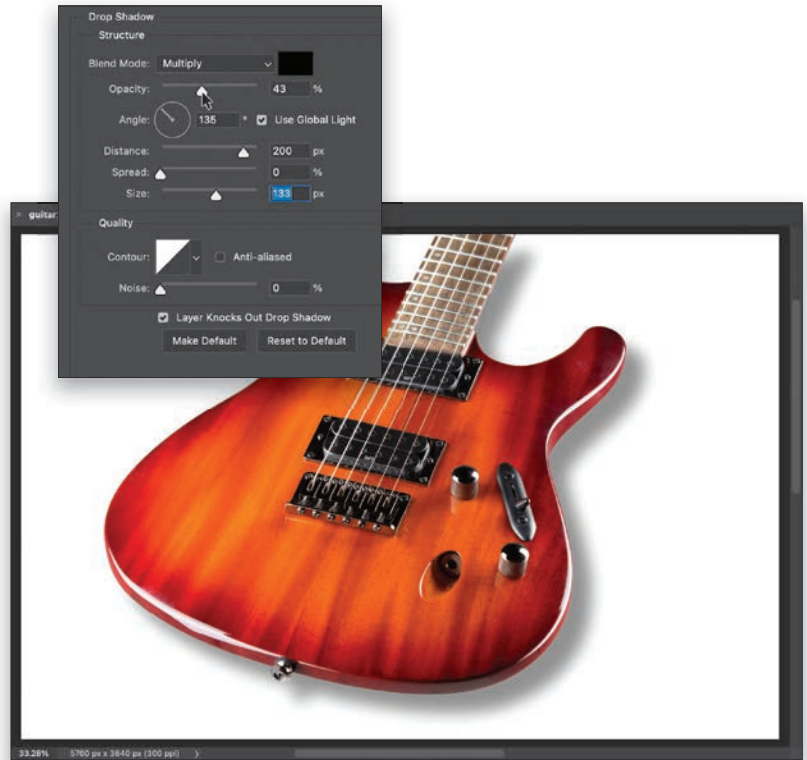 Drop Shadow
Structure
Blend Mode: Multiply
Opacity: 43 %
Angle: 135 ° Use Global Light
Distance: 200 px
Spread: 0 %
Size: 133 px
Quality
Contour: Anti-aliased
Noise: 0 %
Layer Knocks Out Drop Shadow
Make Default Reset to Default
× guitar
33.28% 5760 px x 3840 px (300 ppi) >